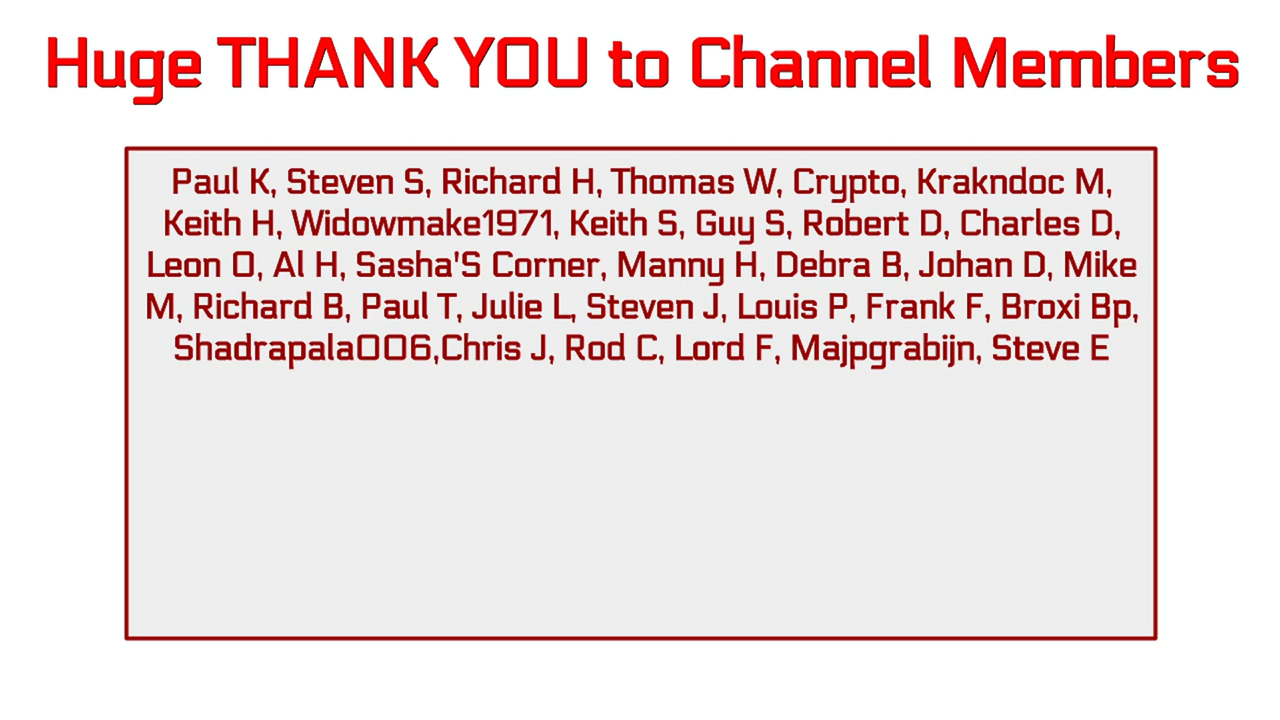 Huge THANK YOU to Channel Members
Paul K, Steven S, Richard H, Thomas W, Crypto, Krakndoc M,
Keith H, Widowmake1971, Keith S, Guy S, Robert D, Charles D,
Leon O, Al H, Sasha'S Corner, Manny H, Debra B, Johan D, Mike
M, Richard B, Paul T, Julie L, Steven J, Louis P, Frank F, Broxi Bp,
Shadrapala006,Chris J, Rod C, Lord F, Majpgrabijn, Steve E